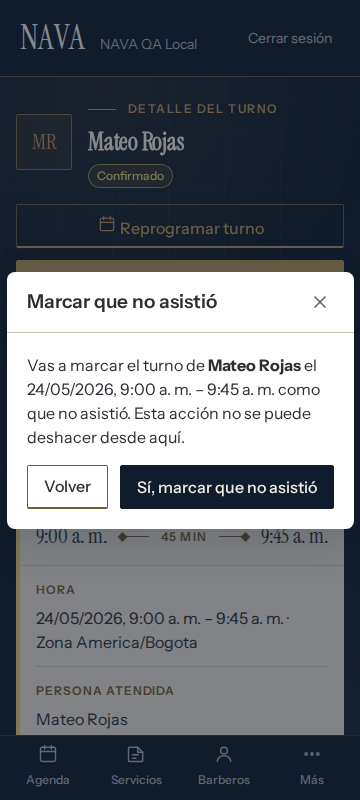 NAVA
NAVA QA Local
Cerrar sesión
DETALLE DEL TURNO
MR
Mateo Rojas
Confirmado
Reprogramar turno
Marcar que no asistió
Vas a marcar el turno de Mateo Rojas el
24/05/2026, 9:00 a. m. – 9:45 a. m. como
que no asistió. Esta acción no se puede
deshacer desde aquí.
Volver
Sí, marcar que no asistió
9:00 a. m.
45 MIN
9:45 a. m.
HORA
24/05/2026, 9:00 a. m. – 9:45 a. m. ·
Zona America/Bogota
PERSONA ATENDIDA
Mateo Rojas
Agenda
Servicios
Barberos
Más